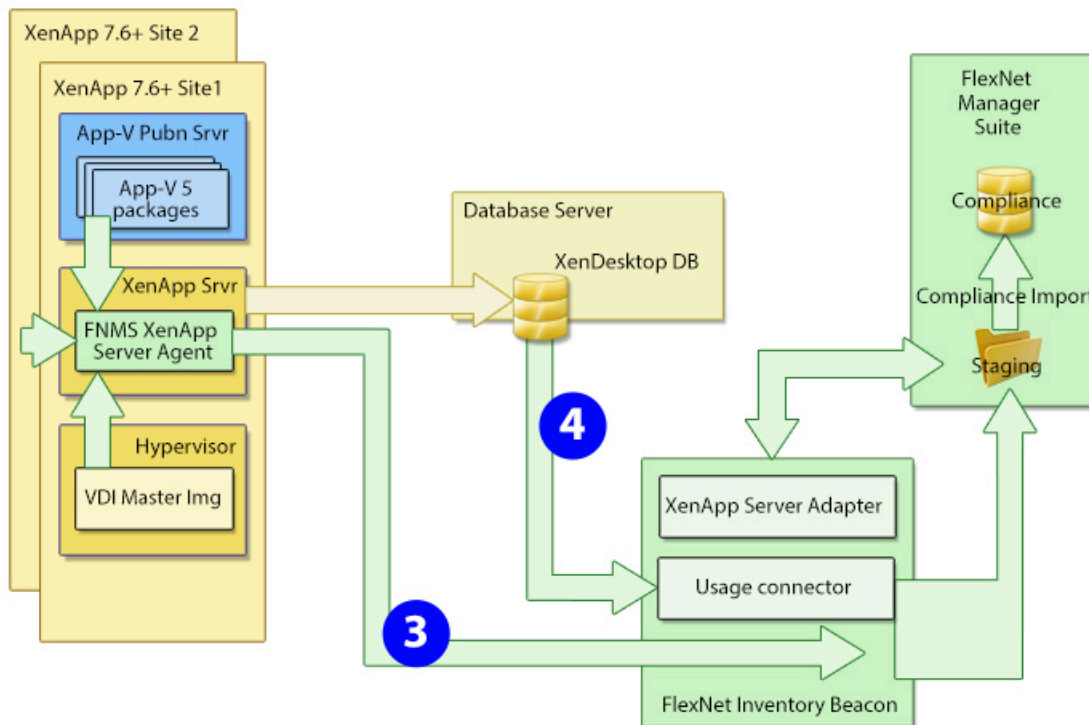 XenApp 7.6+ Site 2
XenApp 7.6+ Site1
App-V Pubn Srvr
App-V 5
packages
XenApp Srvr
FNMS XenApp
Server Agent
Hypervisor
VDI Master Img
Database Server
XenDesktop DB
4
3
FlexNet
Manager
Suite
Compliance
Compliance Import
Staging
XenApp Server Adapter
Usage connector
FlexNet Inventory Beacon